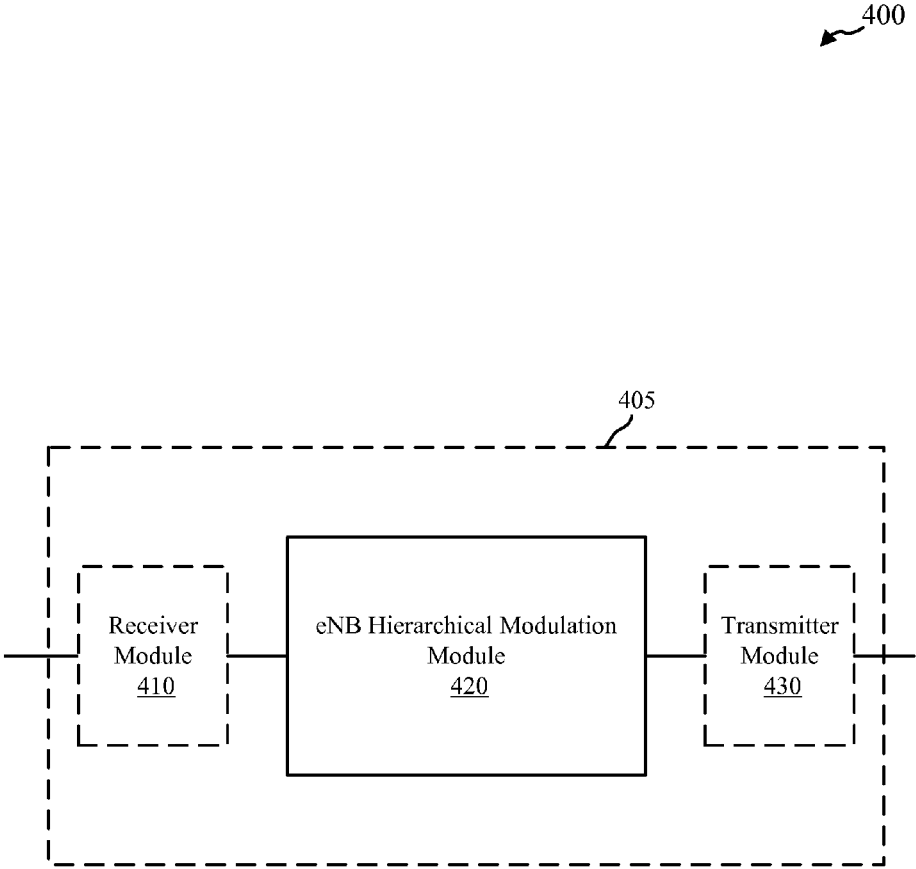 400
405
Receiver
Module
410
eNB Hierarchical Modulation
Module
420
Transmitter
Module
430